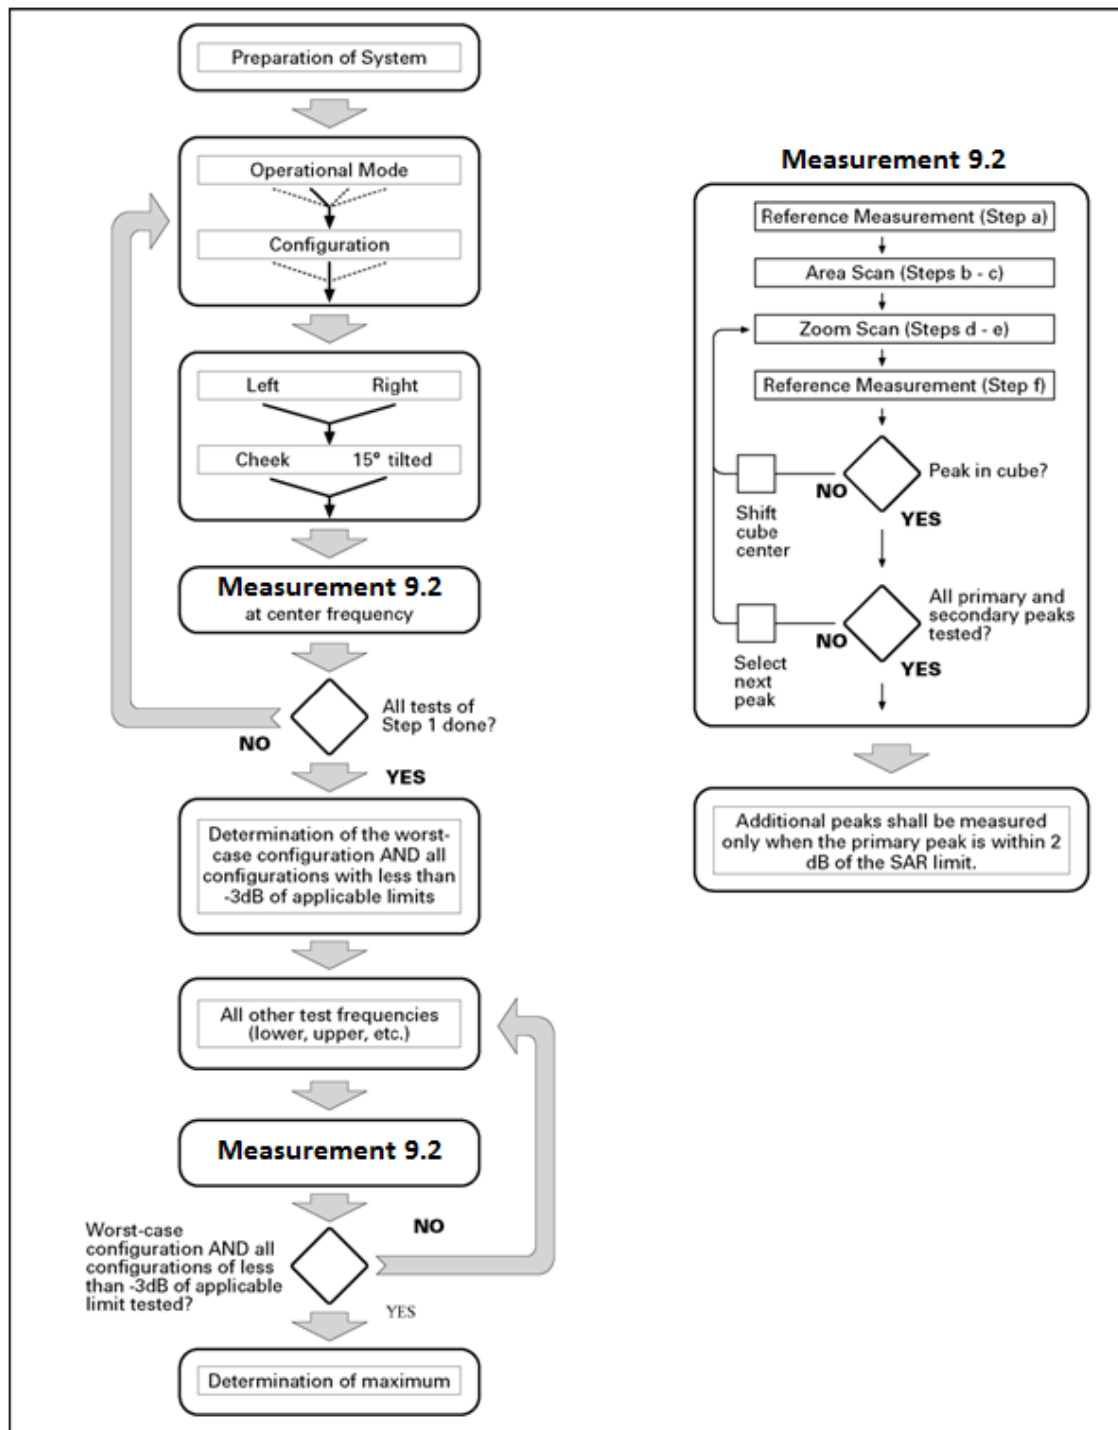 Preparation of System
Operational Mode
Configuration
Left Right
Cheek 15° tilted
Measurement 9.2
at center frequency
All tests of
Step 1 done?
NO
YES
Determination of the worst-
case configuration AND all
configurations with less than
-3dB of applicable limits
All other test frequencies
(lower, upper, etc.)
Measurement 9.2
NO
Worst-case
configuration AND all
configurations of less
than -3dB of applicable
limit tested?
YES
Determination of maximum
Measurement 9.2
Reference Measurement (Step a)
Area Scan (Steps b - c)
Zoom Scan (Steps d - e)
Reference Measurement (Step f)
Peak in cube?
NO
Shift
cube
center
YES
All primary and
secondary peaks
tested?
NO
Select
next
peak
YES
Additional peaks shall be measured
only when the primary peak is within 2
dB of the SAR limit.